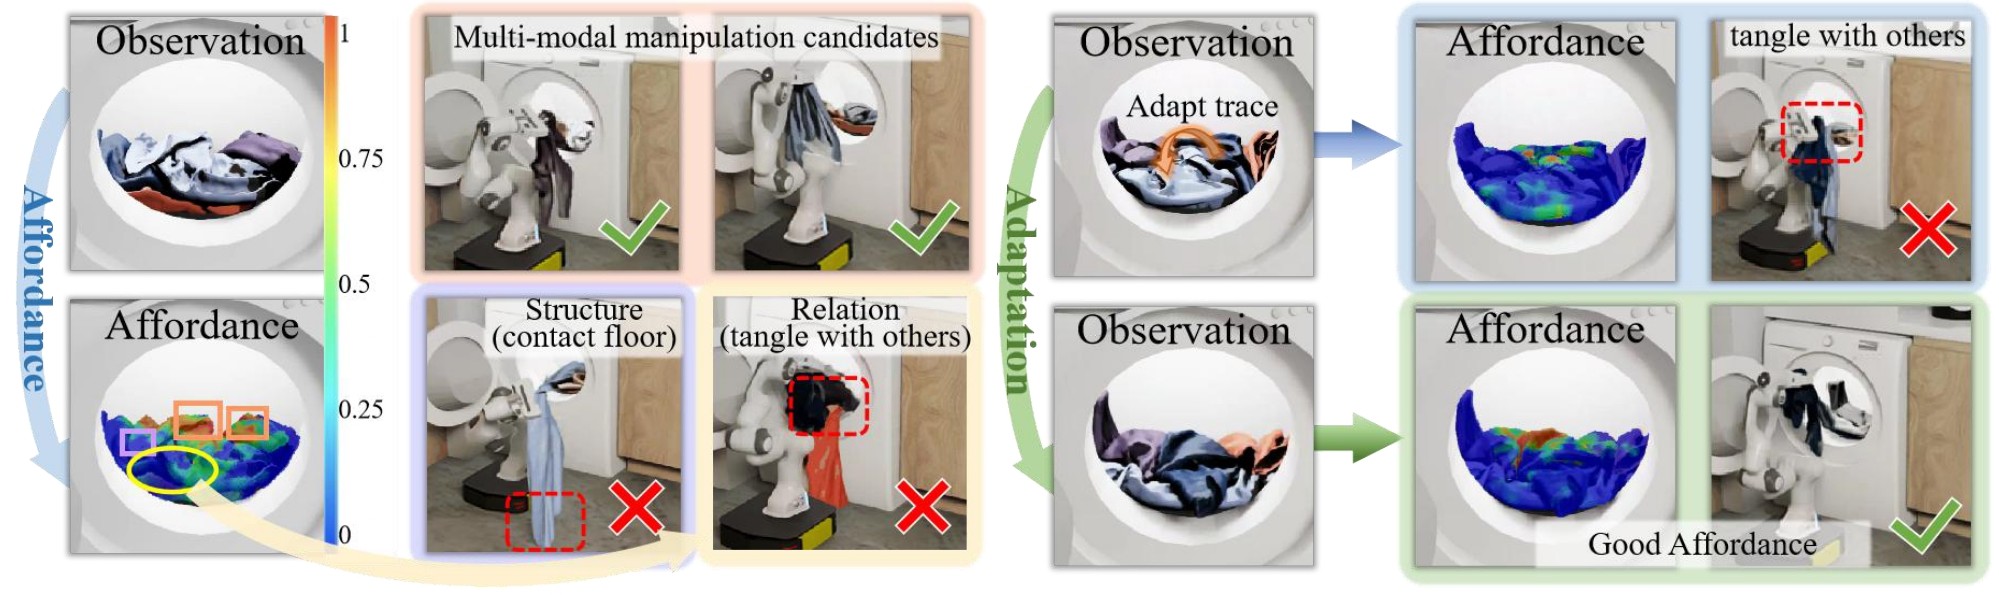 Observation
1
0.75
0.5
0.25
0
Affordance
Affordance
Multi-modal manipulation candidates
Structure
(contact floor)
Relation
(tangle with others)
Adaptation
Observation
Adapt trace
Affordance
tangle with others
Observation
Affordance
Good Affordance